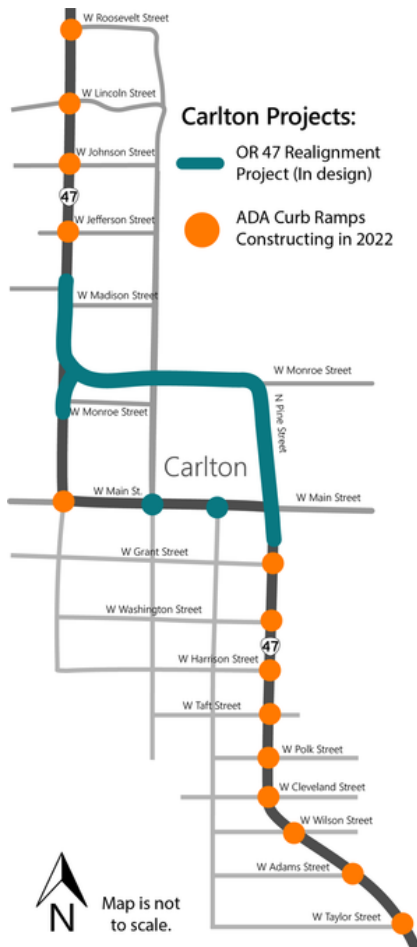 W Roosevelt Street
W Lincoln Street
Carlton Projects:
W Johnson Street
OR 47 Realignment
Project (In design)
47
ADA Curb Ramps
Constructing in 2022
W Jefferson Street
W Madison Street
W Monroe Street
N Pine Street
W Monroe Street
Carlton
W Main St.
W Main Street
W Grant Street
W Washington Street
47
W Harrison Street
W Taft Street
W Polk Street
W Cleveland Street
W Wilson Street
W Adams Street
N
Map is not
to scale.
W Taylor Street